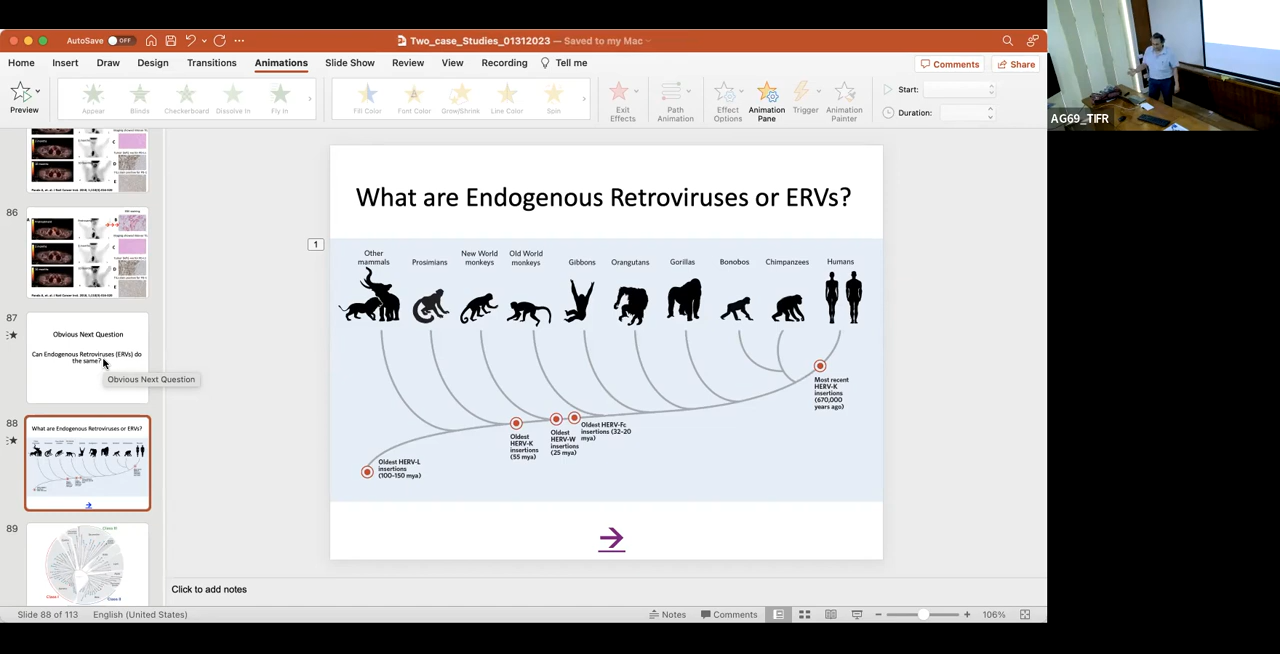 AutoSave OFF
Two_case_Studies_01312023 — Saved to my Mac
Home Insert Draw Design Transitions Animations Slide Show Review View Recording Tell me
Comments Share
Preview
Appear Blinds Checkerboard Dissolve In Fly In
Fill Color Font Color Grow/Shrink Line Color Spin
Exit Effects
Path Animation
Effect Options
Animation Pane
Trigger
Animation Painter
Start:
Duration:
AG69_TIFR
86
87
Obvious Next Question
Can Endogenous Retroviruses (ERVs) do
the same?
Obvious Next Question
88
What are Endogenous Retroviruses or ERVs?
89
1
What are Endogenous Retroviruses or ERVs?
Other mammals
Prosimians
New World monkeys
Old World monkeys
Gibbons
Orangutans
Gorillas
Bonobos
Chimpanzees
Humans
Most recent
HERV-K
insertions
(670,000
years ago)
Oldest HERV-Fc
insertions (32–20
mya)
Oldest
HERV-W
insertions
(25 mya)
Oldest
HERV-K
insertions
(55 mya)
Oldest HERV-L
insertions
(100–150 mya)
Click to add notes
Slide 88 of 113 English (United States)
Notes Comments 106%